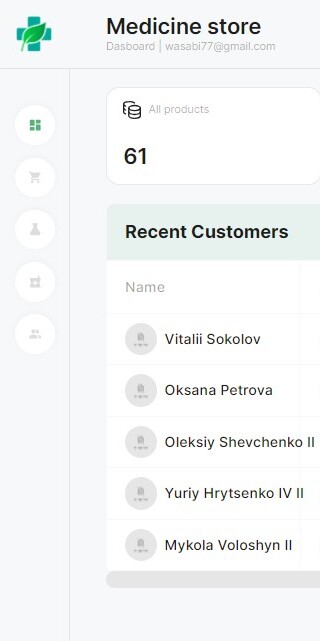 Medicine store
Dasboard | wasabi77@gmail.com
All products
61
Recent Customers
Name
Vitalii Sokolov
Oksana Petrova
Oleksiy Shevchenko II
Yuriy Hrytsenko IV II
Mykola Voloshyn II